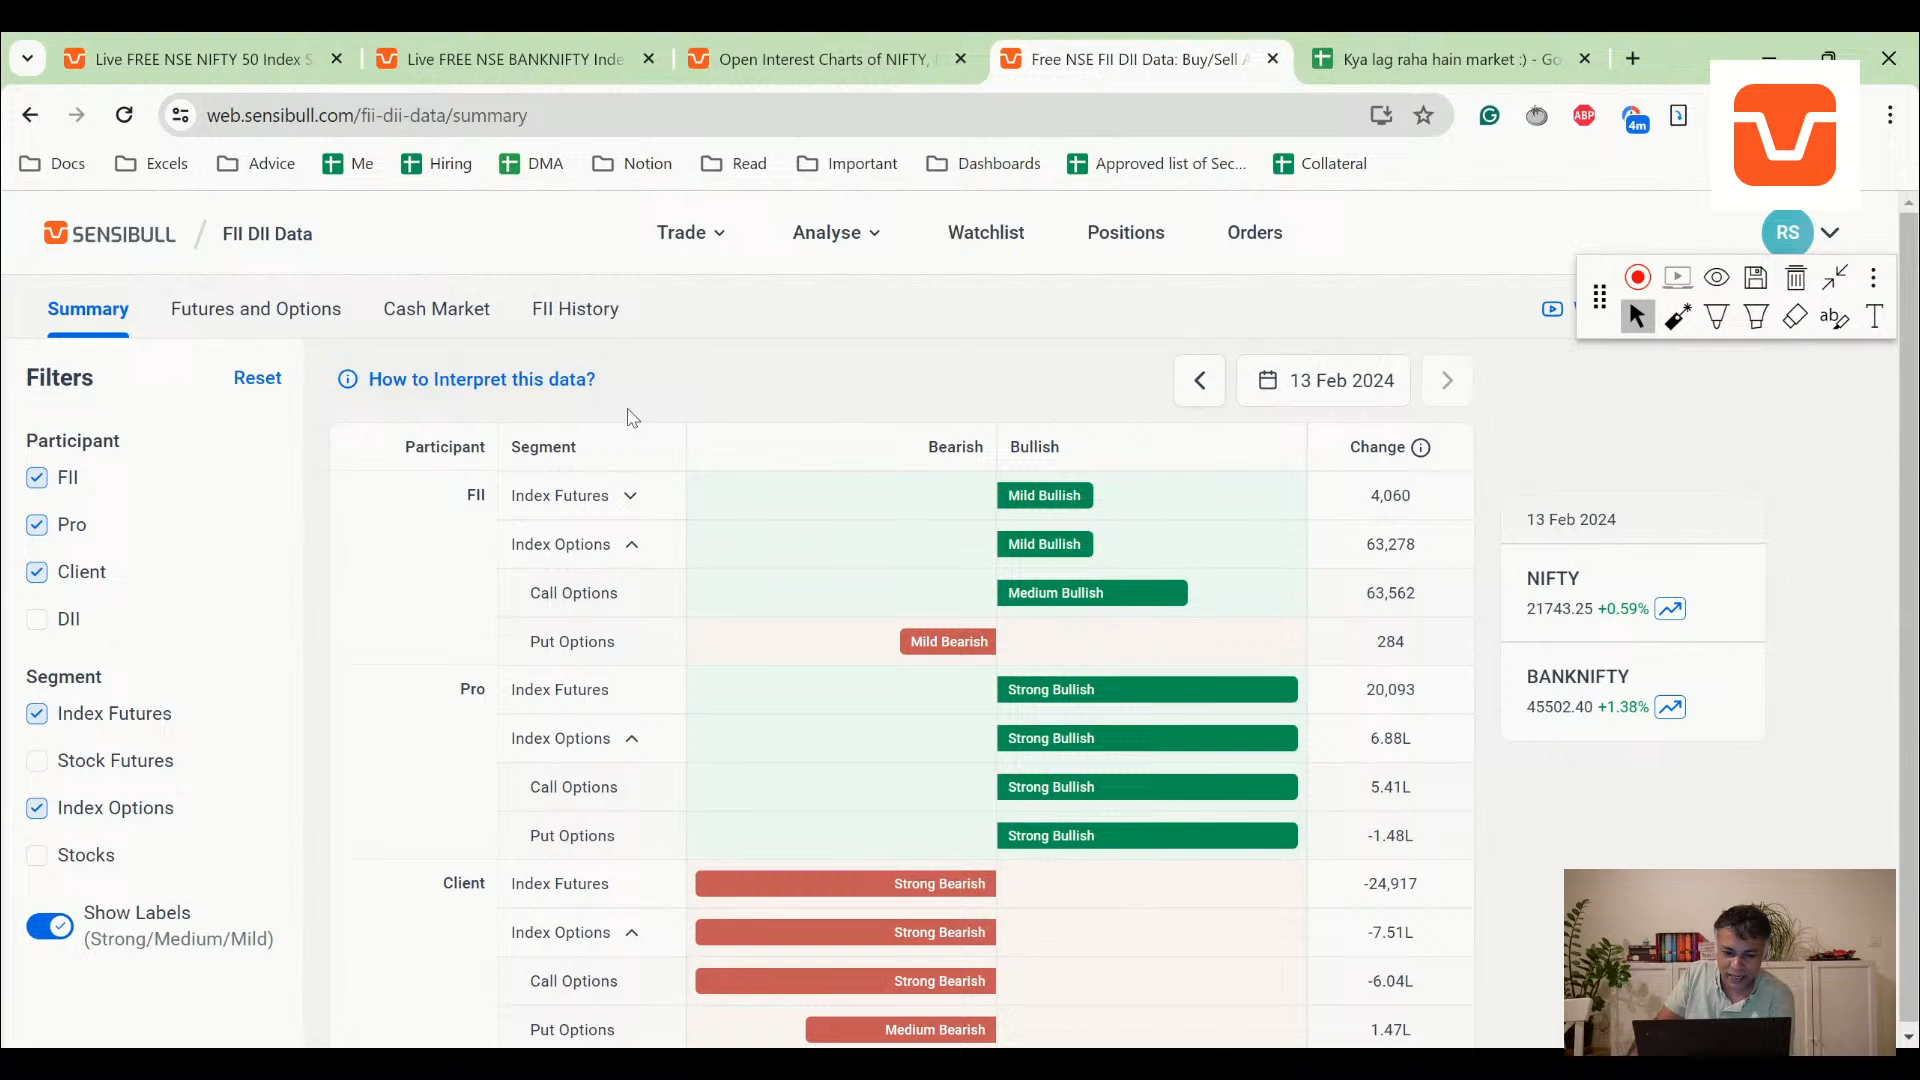 Live FREE NSE NIFTY 50 Index S
Live FREE NSE BANKNIFTY Inde
Open Interest Charts of NIFTY,
Free NSE FII DII Data: Buy/Sell A
Kya lag raha hain market :) - Go
web.sensibull.com/fii-dii-data/summary
ABP
4m
Docs Excels Advice Me Hiring DMA Notion Read Important Dashboards Approved list of Sec... Collateral
SENSIBULL / FII DII Data
Trade Analyse Watchlist Positions Orders
RS
Summary Futures and Options Cash Market FII History
ab T
Filters Reset
How to Interpret this data?
13 Feb 2024
Participant
FII
Pro
Client
DII
Segment
Index Futures
Stock Futures
Index Options
Stocks
Show Labels
(Strong/Medium/Mild)
Participant Segment Bearish Bullish Change
FII Index Futures Mild Bullish 4,060
Index Options Mild Bullish 63,278
Call Options Medium Bullish 63,562
Put Options Mild Bearish 284
Pro Index Futures Strong Bullish 20,093
Index Options Strong Bullish 6.88L
Call Options Strong Bullish 5.41L
Put Options Strong Bullish -1.48L
Client Index Futures Strong Bearish -24,917
Index Options Strong Bearish -7.51L
Call Options Strong Bearish -6.04L
Put Options Medium Bearish 1.47L
13 Feb 2024
NIFTY
21743.25 +0.59%
BANKNIFTY
45502.40 +1.38%